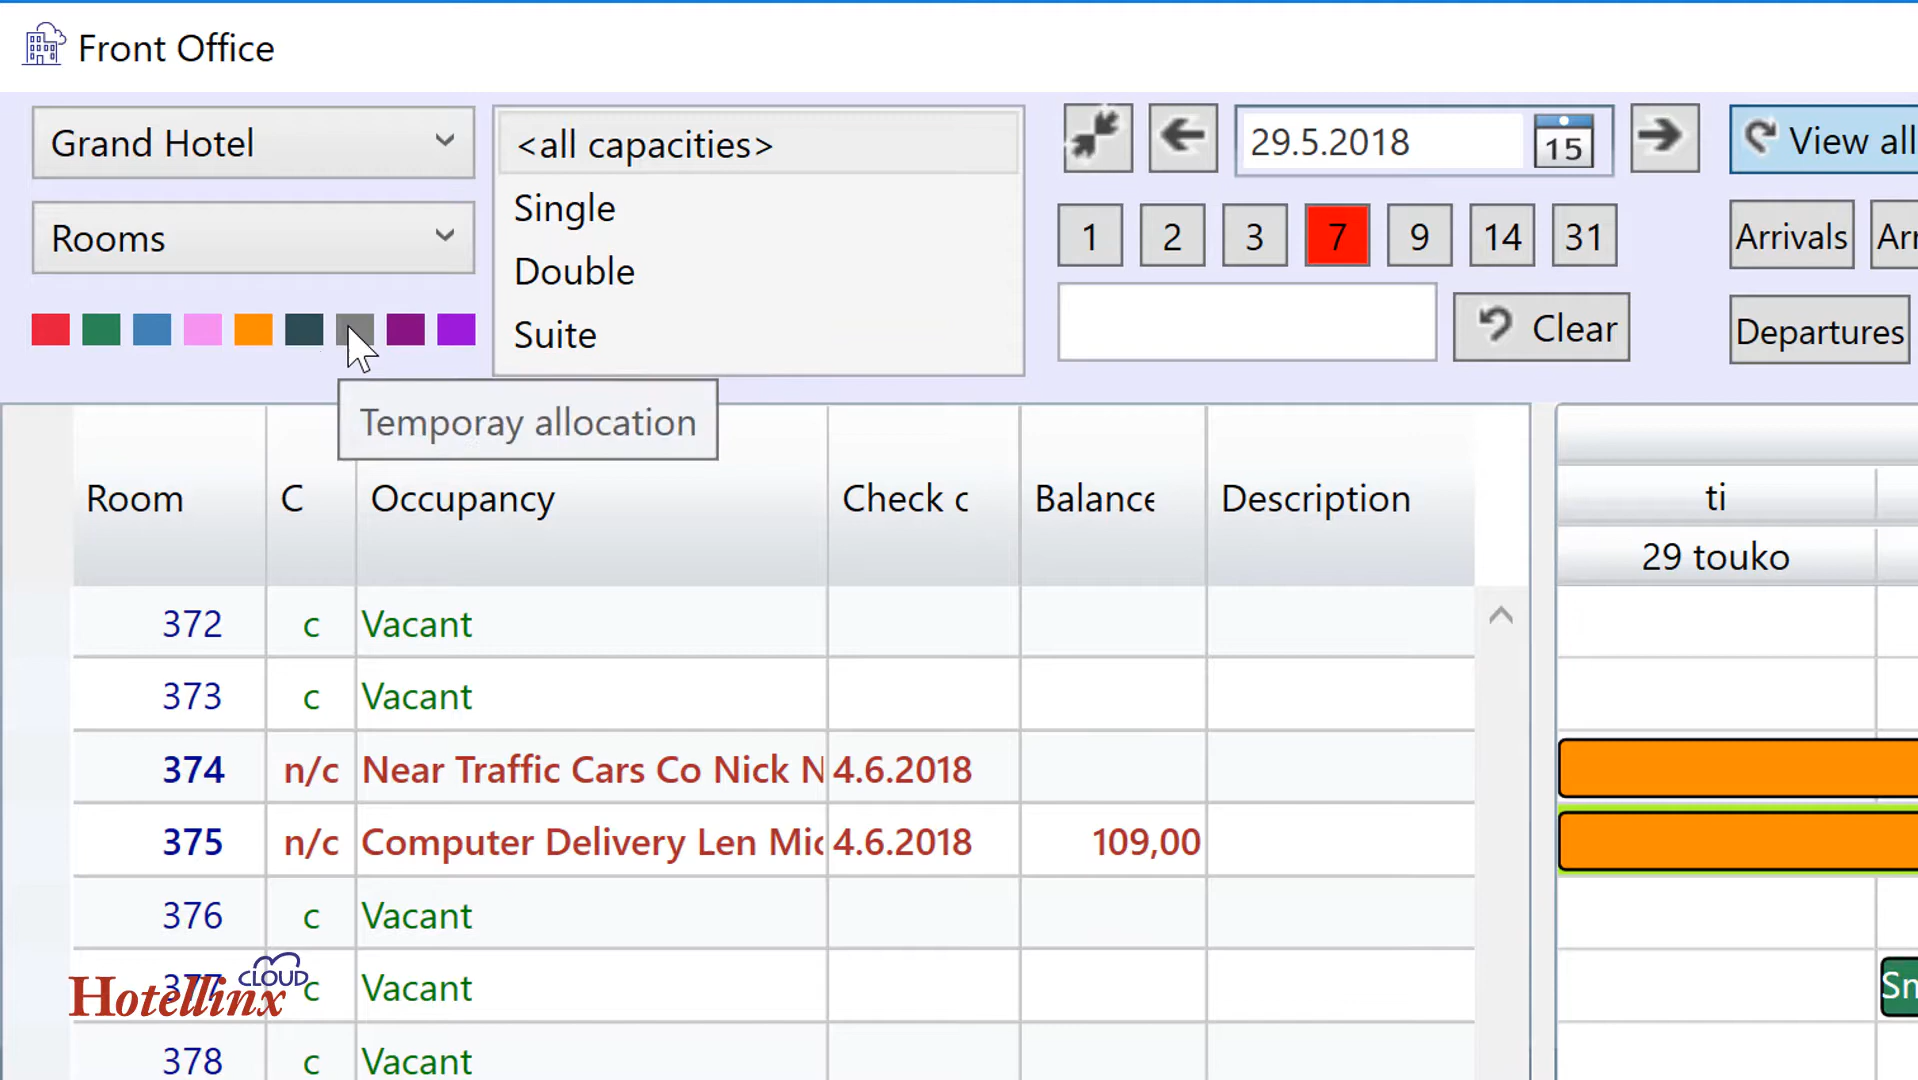 Front Office
Grand Hotel
Rooms
<all capacities>
Single
Double
Suite
29.5.2018
15
View all
1 2 3 7 9 14 31
Arrivals
Ar
Clear
Departures
Temporay allocation
Room C Occupancy Check c Balance Description
ti
29 touko
372 c Vacant
373 c Vacant
374 n/c Near Traffic Cars Co Nick N 4.6.2018
375 n/c Computer Delivery Len Mic 4.6.2018 109,00
376 c Vacant
377 c Vacant
Sn
378 c Vacant
Hotellinx CLOUD